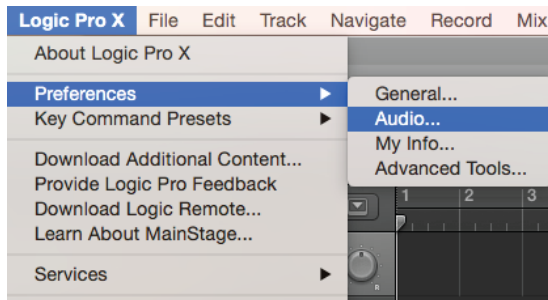 Logic Pro X File Edit Track Navigate Record Mix
About Logic Pro X
Preferences
Key Command Presets
Download Additional Content...
Provide Logic Pro Feedback
Download Logic Remote...
Learn About MainStage...
Services
General...
Audio...
My Info...
Advanced Tools...
1 2 3
R